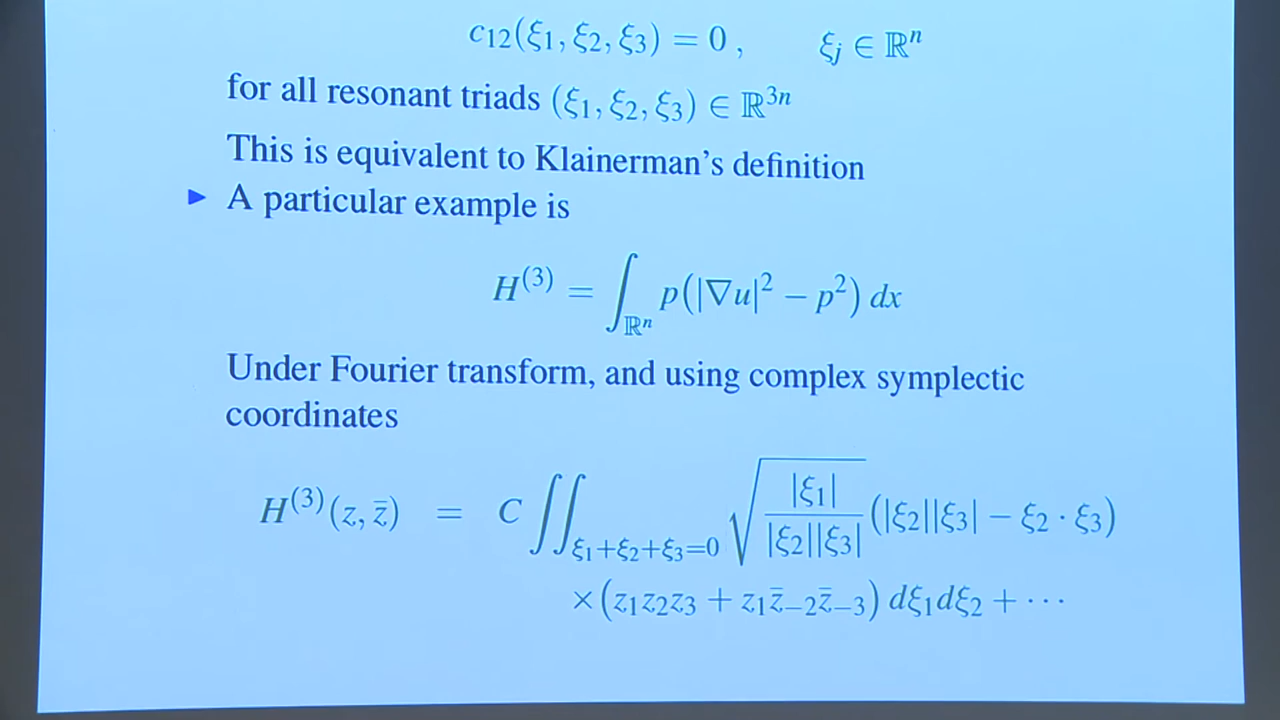 c₁₂(ξ₁, ξ₂, ξ₃) = 0 , ξⱼ ∈ ℝⁿ
for all resonant triads (ξ₁, ξ₂, ξ₃) ∈ ℝ³ⁿ
This is equivalent to Klainerman's definition
▶ A particular example is
H⁽³⁾ = ∫_{ℝⁿ} p(|∇u|² − p²) dx
Under Fourier transform, and using complex symplectic
coordinates
H⁽³⁾(z, z̄) = C ∬_{ξ₁+ξ₂+ξ₃=0} √(|ξ₁| / |ξ₂||ξ₃|) (|ξ₂||ξ₃| − ξ₂ · ξ₃)
×(z₁z₂z₃ + z₁z̄₋₂z̄₋₃) dξ₁dξ₂ + ···